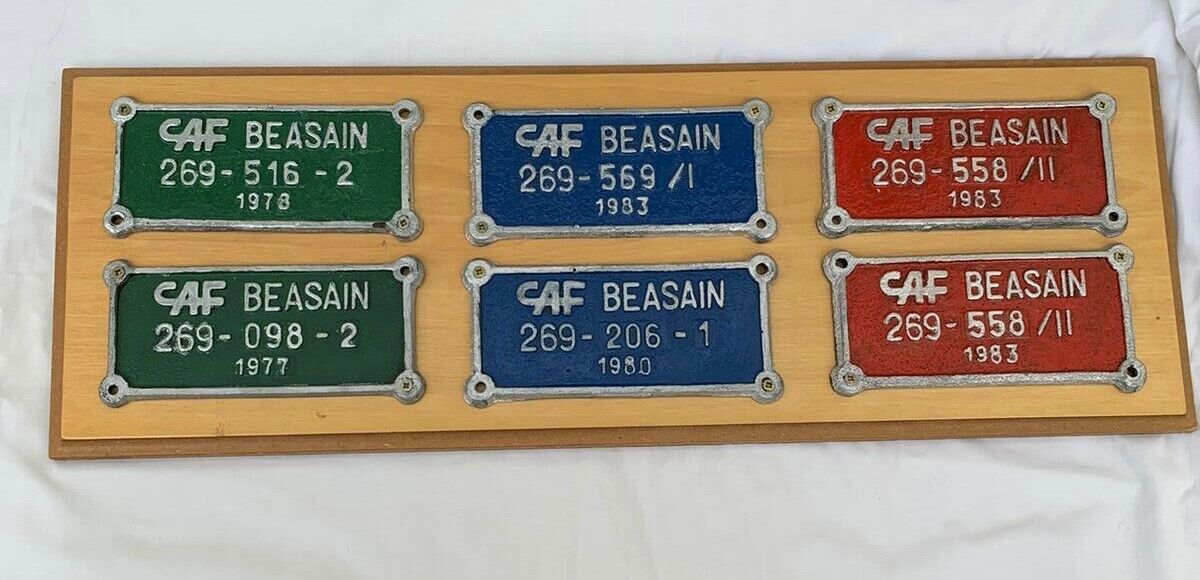 CAF BEASAIN
269-516-2
1978
CAF BEASAIN
269-569/I
1983
CAF BEASAIN
269-558/II
1983
CAF BEASAIN
269-098-2
1977
CAF BEASAIN
269-206-1
1980
CAF BEASAIN
269-558/II
1983